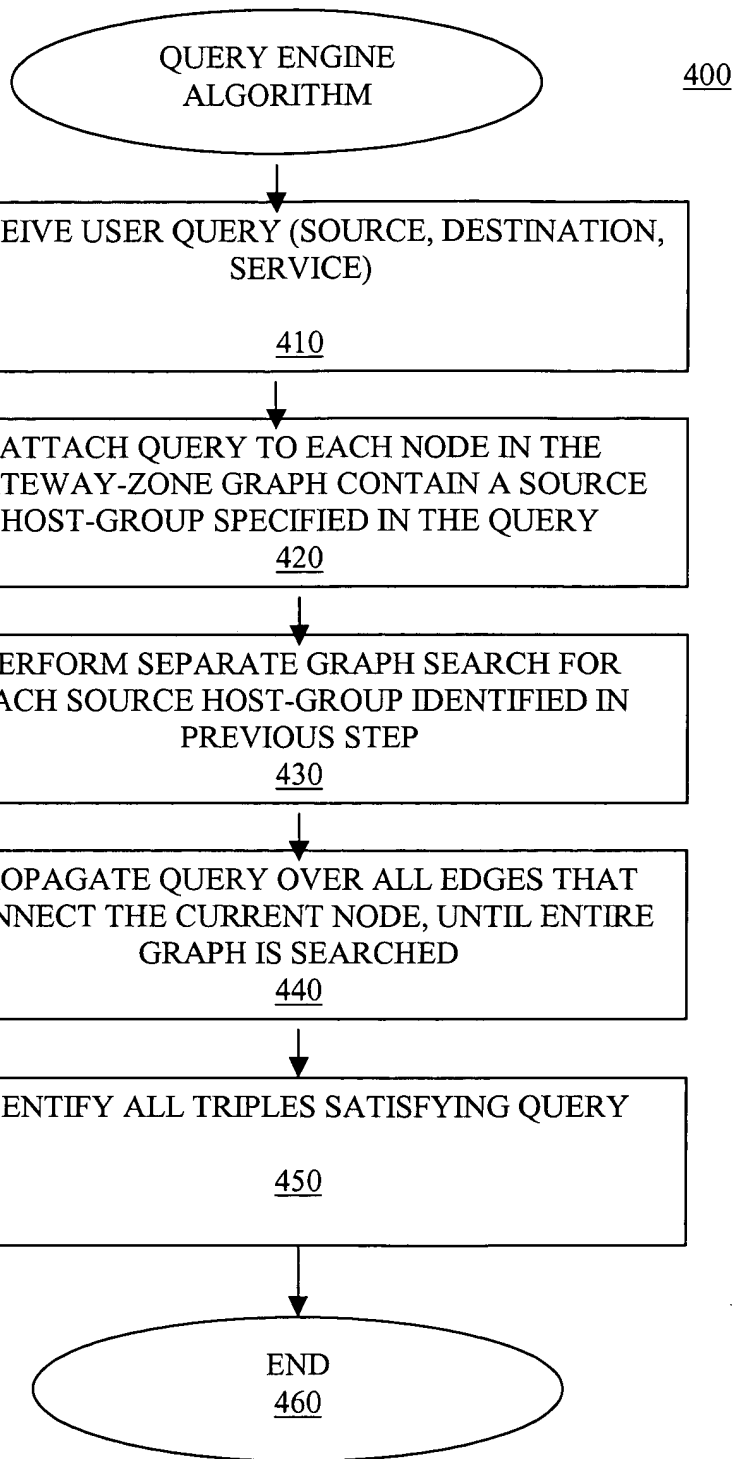 QUERY ENGINE
ALGORITHM
400
EIVE USER QUERY (SOURCE, DESTINATION,
SERVICE)
410
ATTACH QUERY TO EACH NODE IN THE
TEWAY-ZONE GRAPH CONTAIN A SOURCE
HOST-GROUP SPECIFIED IN THE QUERY
420
ERFORM SEPARATE GRAPH SEARCH FOR
ACH SOURCE HOST-GROUP IDENTIFIED IN
PREVIOUS STEP
430
OPAGATE QUERY OVER ALL EDGES THAT
NNECT THE CURRENT NODE, UNTIL ENTIRE
GRAPH IS SEARCHED
440
ENTIFY ALL TRIPLES SATISFYING QUERY
450
END
460